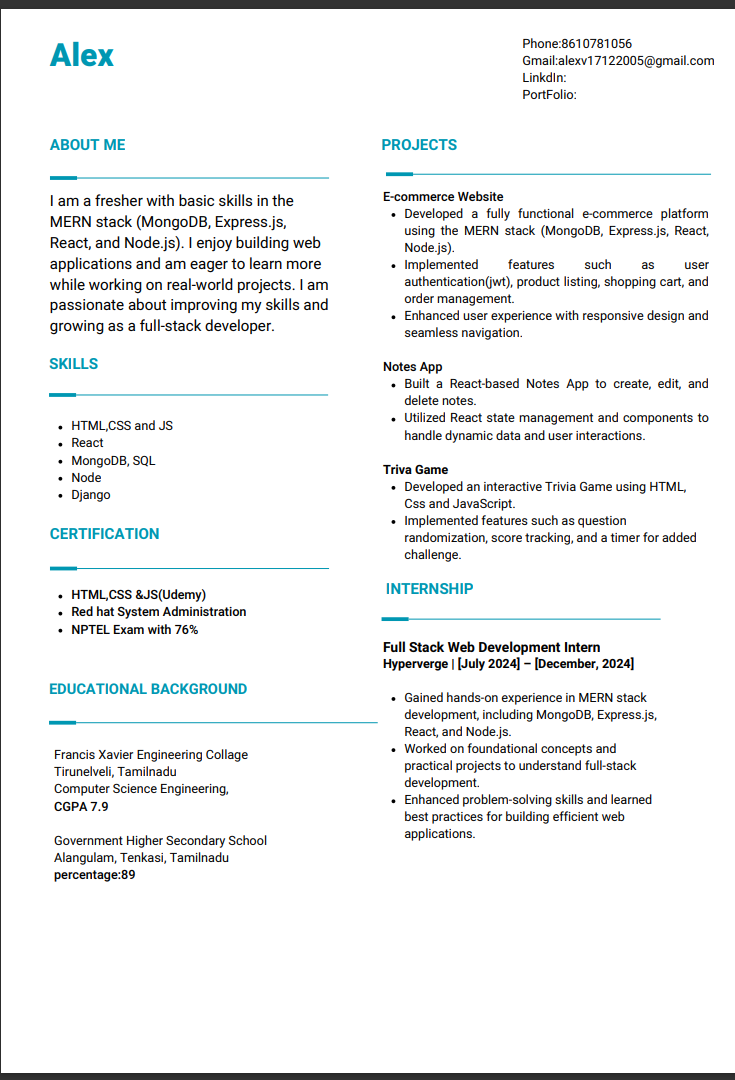 Alex
Phone:8610781056
Gmail:alexv17122005@gmail.com
LinkdIn:
PortFolio:
ABOUT ME
I am a fresher with basic skills in the
MERN stack (MongoDB, Express.js,
React, and Node.js). I enjoy building web
applications and am eager to learn more
while working on real-world projects. I am
passionate about improving my skills and
growing as a full-stack developer.
SKILLS
• HTML,CSS and JS
• React
• MongoDB, SQL
• Node
• Django
CERTIFICATION
• HTML,CSS &JS(Udemy)
• Red hat System Administration
• NPTEL Exam with 76%
EDUCATIONAL BACKGROUND
Francis Xavier Engineering Collage
Tirunelveli, Tamilnadu
Computer Science Engineering,
CGPA 7.9
Government Higher Secondary School
Alangulam, Tenkasi, Tamilnadu
percentage:89
PROJECTS
E-commerce Website
• Developed a fully functional e-commerce platform
using the MERN stack (MongoDB, Express.js, React,
Node.js).
• Implemented features such as user
authentication(jwt), product listing, shopping cart, and
order management.
• Enhanced user experience with responsive design and
seamless navigation.
Notes App
• Built a React-based Notes App to create, edit, and
delete notes.
• Utilized React state management and components to
handle dynamic data and user interactions.
Triva Game
• Developed an interactive Trivia Game using HTML,
Css and JavaScript.
• Implemented features such as question
randomization, score tracking, and a timer for added
challenge.
INTERNSHIP
Full Stack Web Development Intern
Hyperverge | [July 2024] – [December, 2024]
• Gained hands-on experience in MERN stack
development, including MongoDB, Express.js,
React, and Node.js.
• Worked on foundational concepts and
practical projects to understand full-stack
development.
• Enhanced problem-solving skills and learned
best practices for building efficient web
applications.